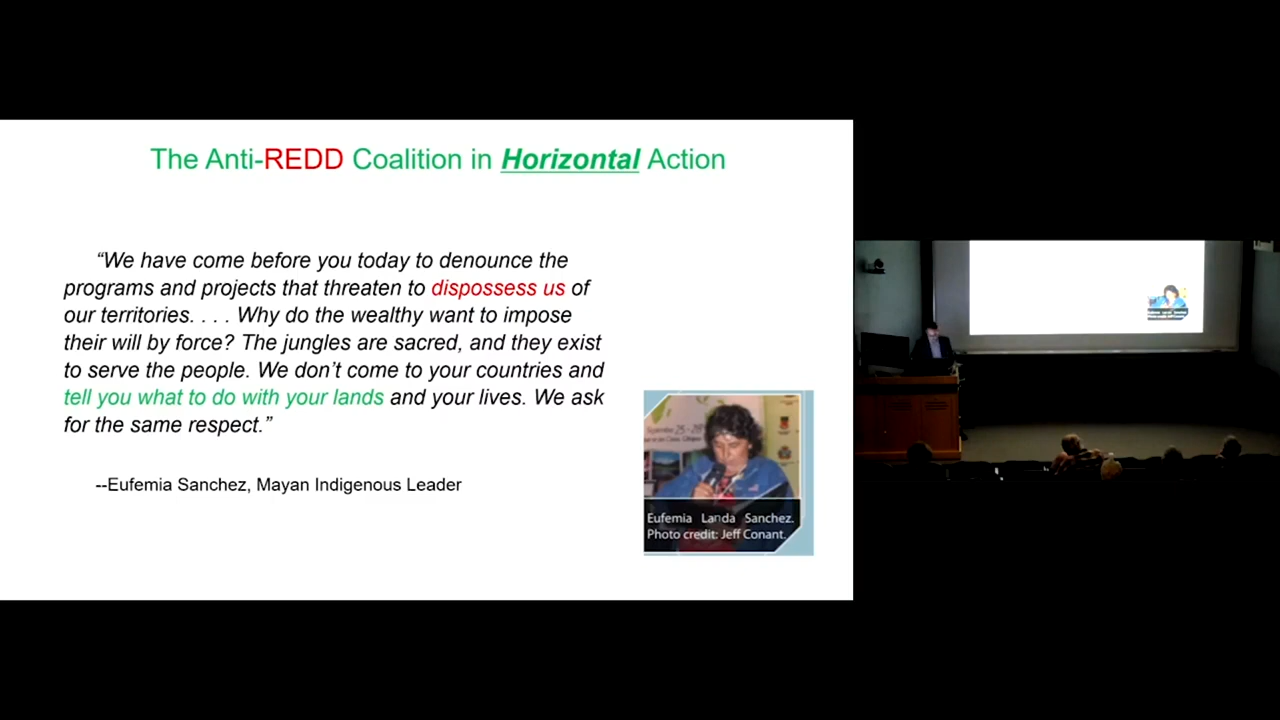 The Anti-REDD Coalition in Horizontal Action
“We have come before you today to denounce the
programs and projects that threaten to dispossess us of
our territories. . . . Why do the wealthy want to impose
their will by force? The jungles are sacred, and they exist
to serve the people. We don’t come to your countries and
tell you what to do with your lands and your lives. We ask
for the same respect.”
--Eufemia Sanchez, Mayan Indigenous Leader
Eufemia Landa Sanchez.
Photo credit: Jeff Conant.